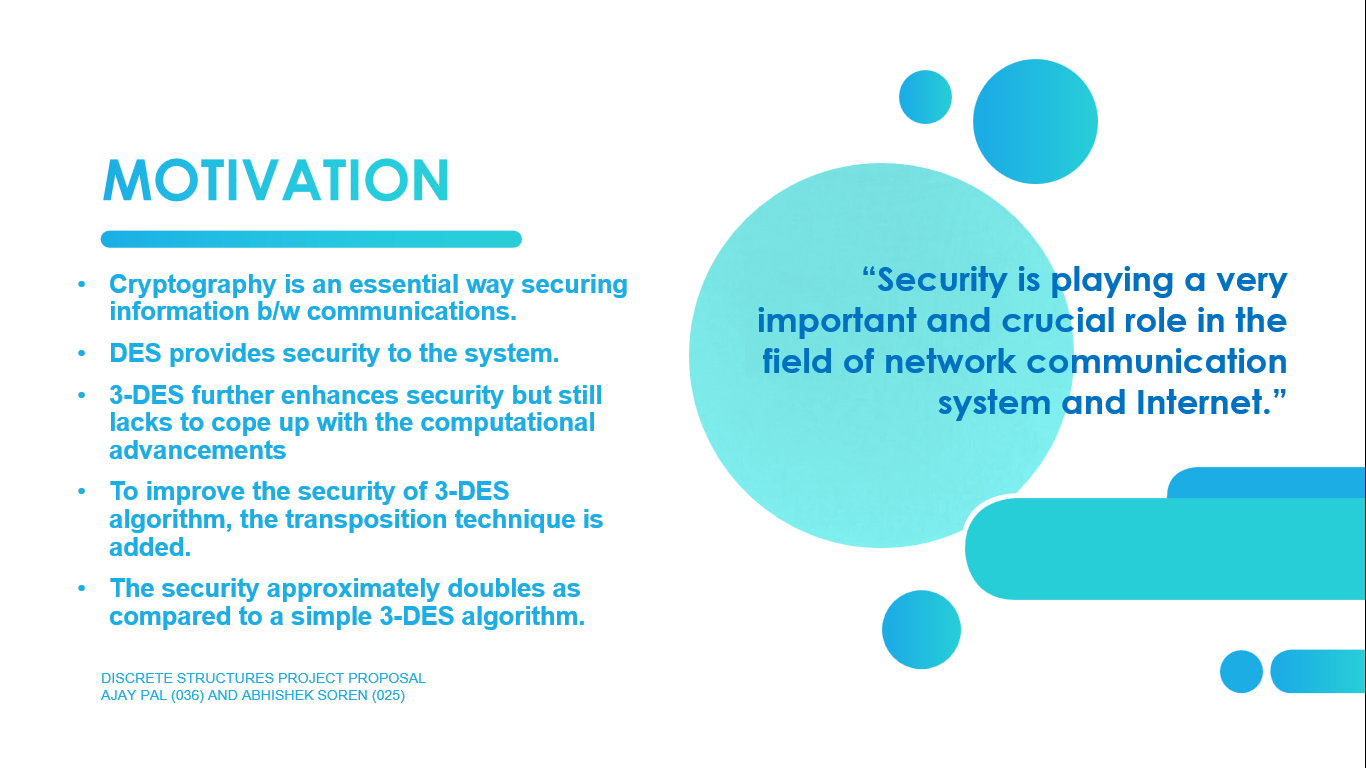 MOTIVATION
• Cryptography is an essential way securing
information b/w communications.
• DES provides security to the system.
• 3-DES further enhances security but still
lacks to cope up with the computational
advancements
• To improve the security of 3-DES
algorithm, the transposition technique is
added.
• The security approximately doubles as
compared to a simple 3-DES algorithm.
“Security is playing a very
important and crucial role in the
field of network communication
system and Internet.”
DISCRETE STRUCTURES PROJECT PROPOSAL
AJAY PAL (036) AND ABHISHEK SOREN (025)